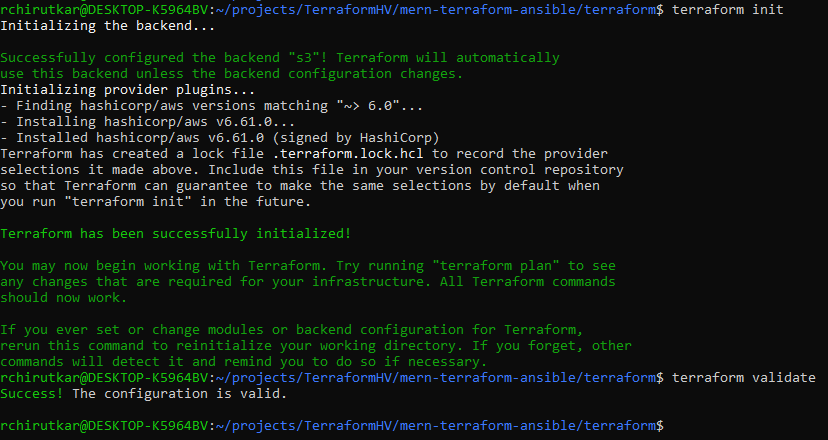 rchirutkar@DESKTOP-K5964BV:~/projects/TerraformHV/mern-terraform-ansible/terraform$ terraform init
Initializing the backend...
Successfully configured the backend "s3"! Terraform will automatically
use this backend unless the backend configuration changes.
Initializing provider plugins...
- Finding hashicorp/aws versions matching "~> 6.0"...
- Installing hashicorp/aws v6.61.0...
- Installed hashicorp/aws v6.61.0 (signed by HashiCorp)
Terraform has created a lock file .terraform.lock.hcl to record the provider
selections it made above. Include this file in your version control repository
so that Terraform can guarantee to make the same selections by default when
you run "terraform init" in the future.
Terraform has been successfully initialized!
You may now begin working with Terraform. Try running "terraform plan" to see
any changes that are required for your infrastructure. All Terraform commands
should now work.
If you ever set or change modules or backend configuration for Terraform,
rerun this command to reinitialize your working directory. If you forget, other
commands will detect it and remind you to do so if necessary.
rchirutkar@DESKTOP-K5964BV:~/projects/TerraformHV/mern-terraform-ansible/terraform$ terraform validate
Success! The configuration is valid.
rchirutkar@DESKTOP-K5964BV:~/projects/TerraformHV/mern-terraform-ansible/terraform$